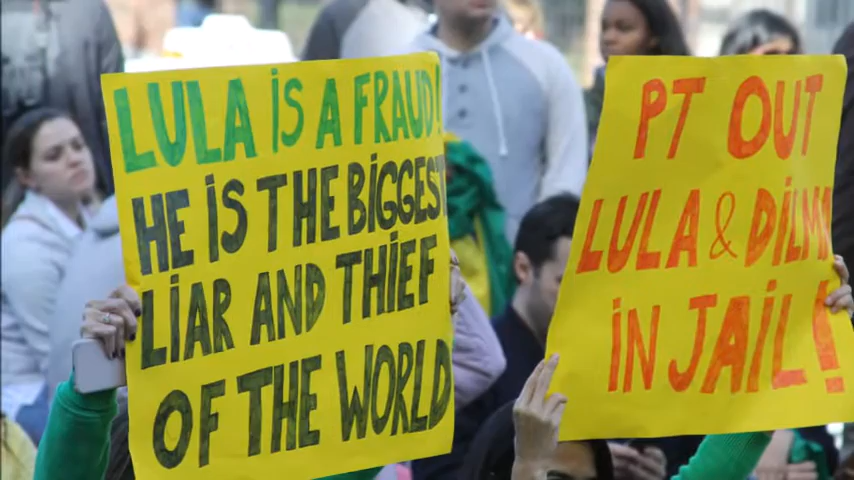 LULA iS A FRAUD!
HE iS THE BiGGEST
LiAR AND THiEF
OF THE WORLD
PT OUT
LULA & DiLMA
iN JAiL!